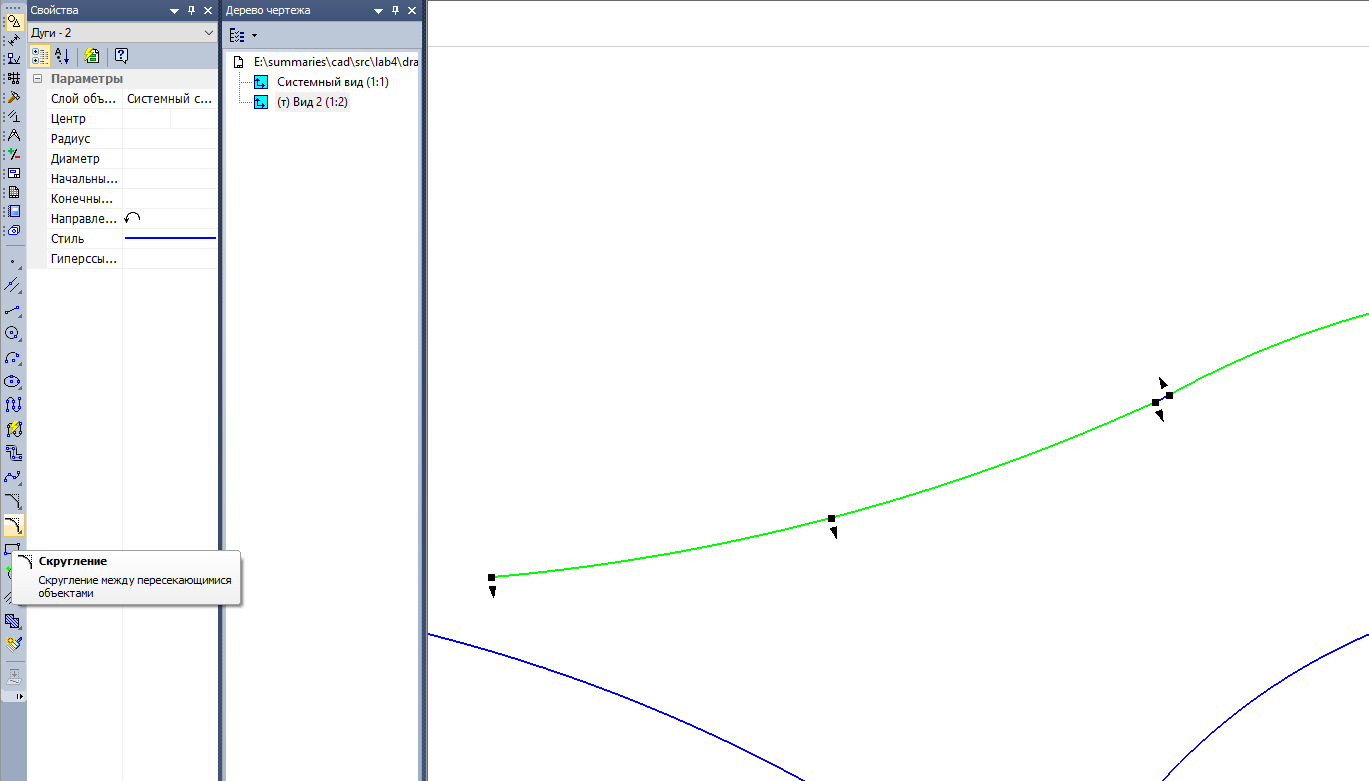 Свойства
Дуги - 2
Параметры
Слой объ... Системный с...
Центр
Радиус
Диаметр
Начальны...
Конечны...
Направле...
Стиль
Гиперссы...
Скругление
Скругление между пересекающимися
объектами
Дерево чертежа
E:\summaries\cad\src\lab4\dra
Системный вид (1:1)
(т) Вид 2 (1:2)